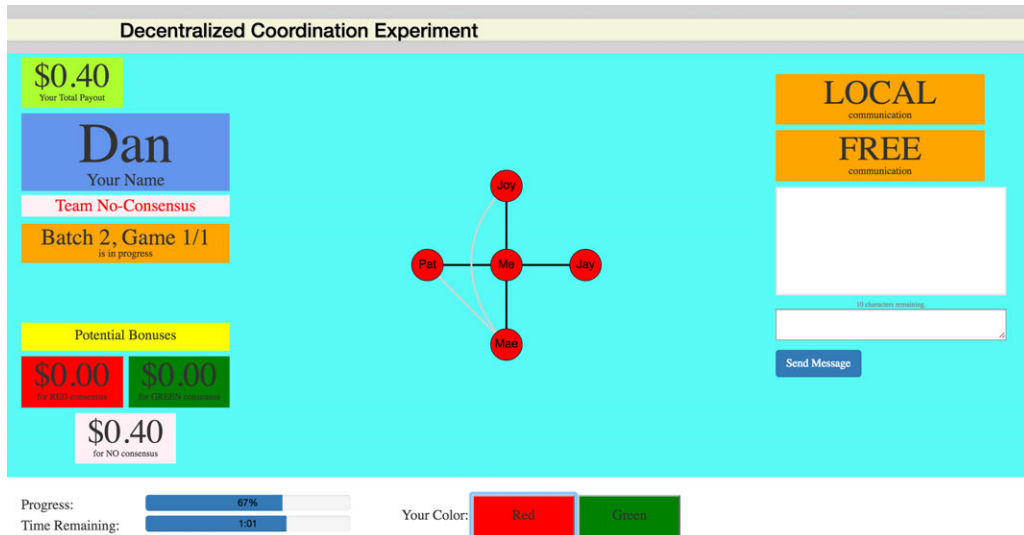 Decentralized Coordination Experiment
$0.40
Your Total Payout
Dan
Your Name
Team No-Consensus
Batch 2, Game 1/1
is in progress
Potential Bonuses
$0.00
for RED consensus
$0.00
for GREEN consensus
$0.40
for NO consensus
Joy
Pat
Me
Jay
Mae
LOCAL
communication
FREE
communication
10 characters remaining.
Send Message
Progress:
67%
Time Remaining:
1:01
Your Color:
Red
Green